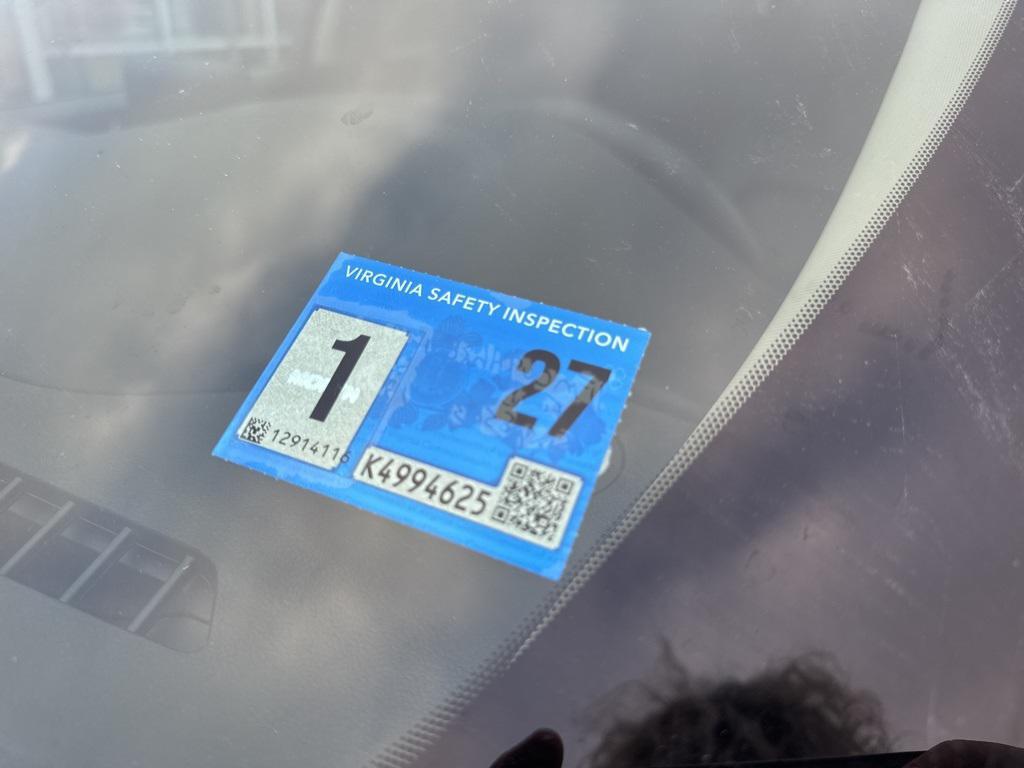 VIRGINIA SAFETY INSPECTION
1
27
12914116
K4994625